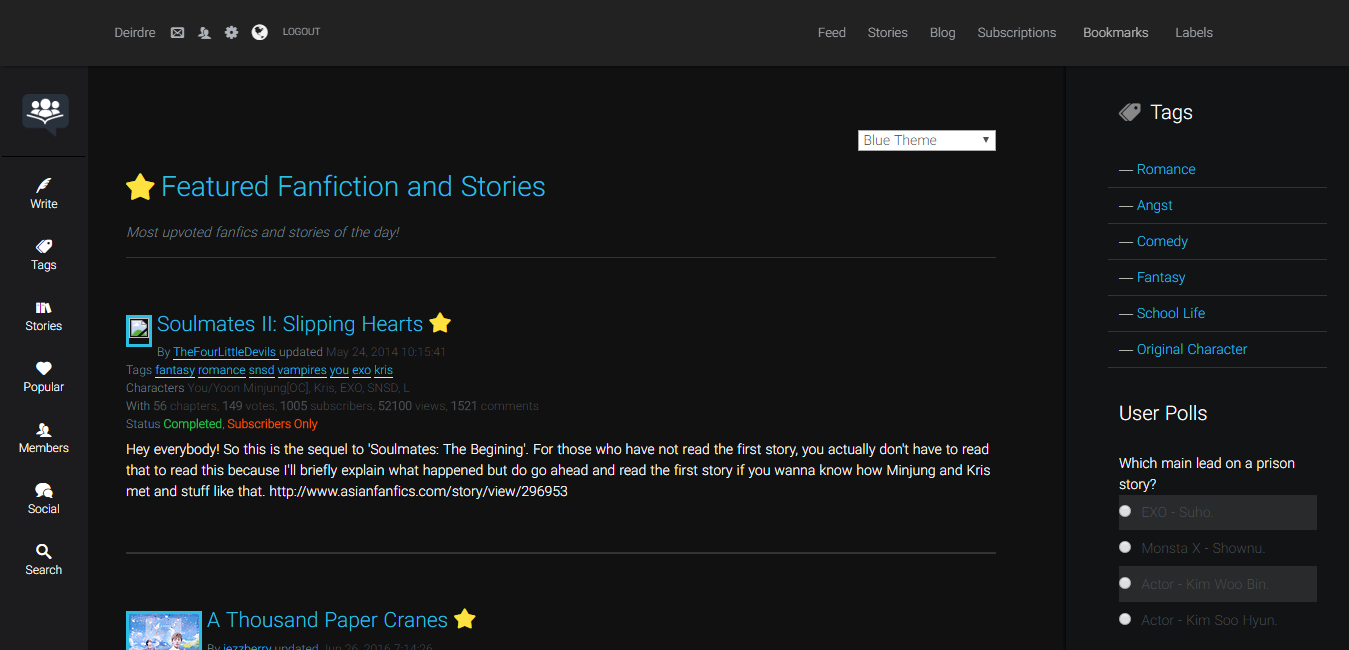 Deirdre LOGOUT Feed Stories Blog Subscriptions Bookmarks Labels
Write
Tags
Stories
Popular
Members
Social
Search
Blue Theme
Featured Fanfiction and Stories
Most upvoted fanfics and stories of the day!
Soulmates II: Slipping Hearts
By TheFourLittleDevils updated May 24, 2014 10:15:41
Tags fantasy romance snsd vampires you exo kris
Characters You/Yoon Minjung[OC], Kris, EXO, SNSD, L
With 56 chapters, 149 votes, 1005 subscribers, 52100 views, 1521 comments
Status Completed, Subscribers Only
Hey everybody! So this is the sequel to 'Soulmates: The Begining'. For those who have not read the first story, you actually don't have to read
that to read this because I'll briefly explain what happened but do go ahead and read the first story if you wanna know how Minjung and Kris
met and stuff like that. http://www.asianfanfics.com/story/view/296953
A Thousand Paper Cranes
By jezzberry updated Jun 26, 2016 7:14:26
Tags
— Romance
— Angst
— Comedy
— Fantasy
— School Life
— Original Character
User Polls
Which main lead on a prison
story?
EXO - Suho.
Monsta X - Shownu.
Actor - Kim Woo Bin.
Actor - Kim Soo Hyun.